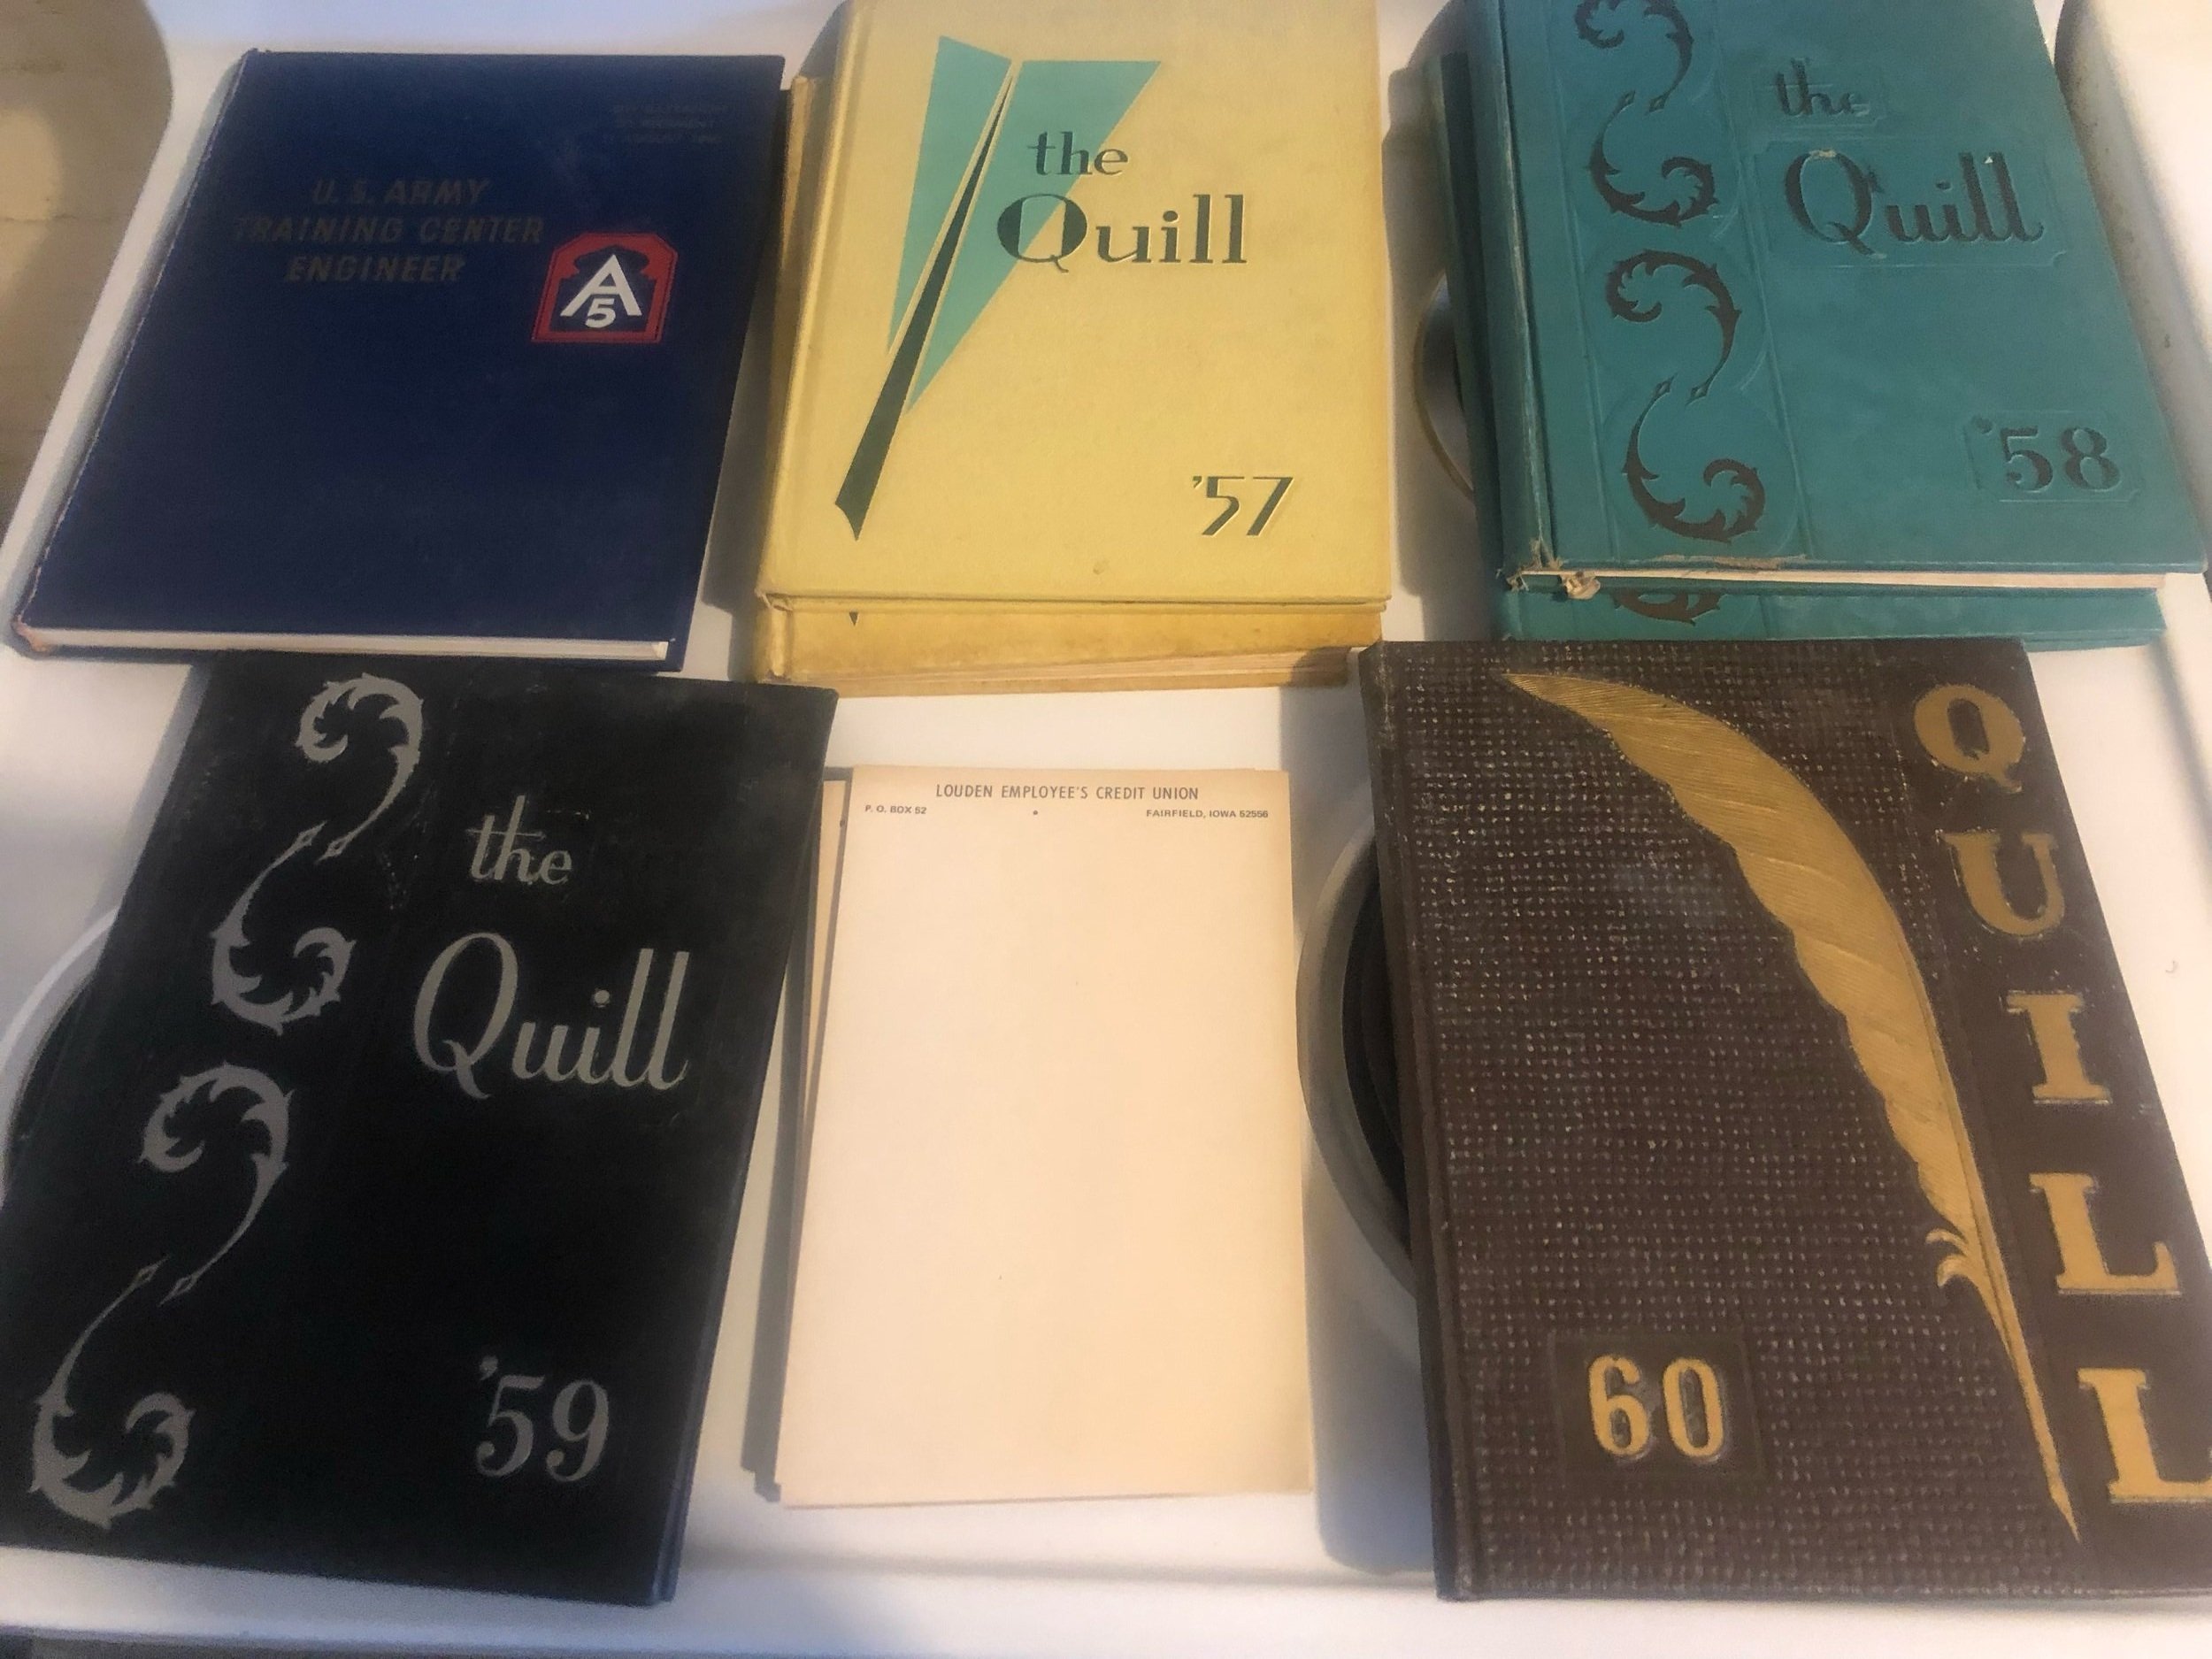 U. S. ARMY
TRAINING CENTER
ENGINEER
A
5
the
Quill
'57
the
Quill
'58
the
Quill
'59
LOUDEN EMPLOYEE'S CREDIT UNION
P. O. BOX 52 • FAIRFIELD, IOWA 52556
QUILL
60